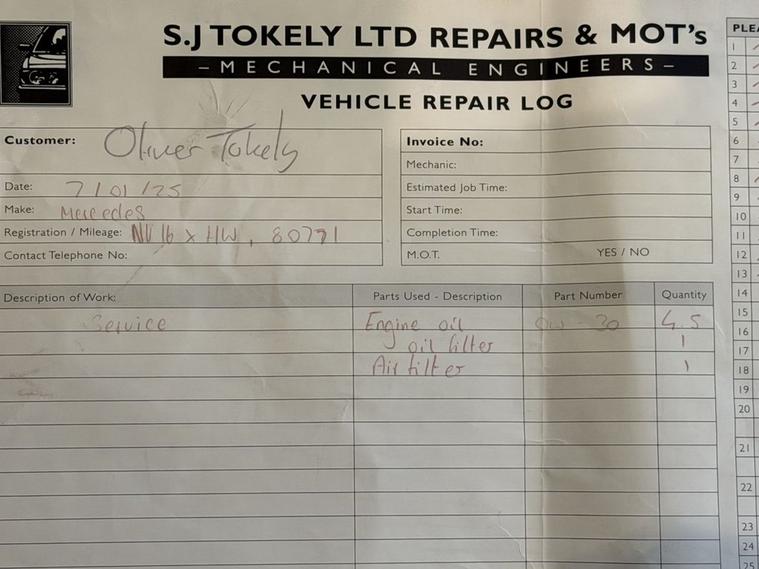 S.J TOKELY LTD REPAIRS & MOT's
– MECHANICAL ENGINEERS –
VEHICLE REPAIR LOG
Customer: Oliver Tokely
Date: 7/01/25
Make: Mercedes
Registration / Mileage: NV16 XHW, 80771
Contact Telephone No:
Invoice No:
Mechanic:
Estimated Job Time:
Start Time:
Completion Time:
M.O.T. YES / NO
Description of Work: Parts Used - Description Part Number Quantity
Service Engine oil 0W-30 4.5
oil filter 1
Air filter 1
PLEA
1
2
3
4
5
6
7
8
9
10
11
12
13
14
15
16
17
18
19
20
21
22
23
24
25